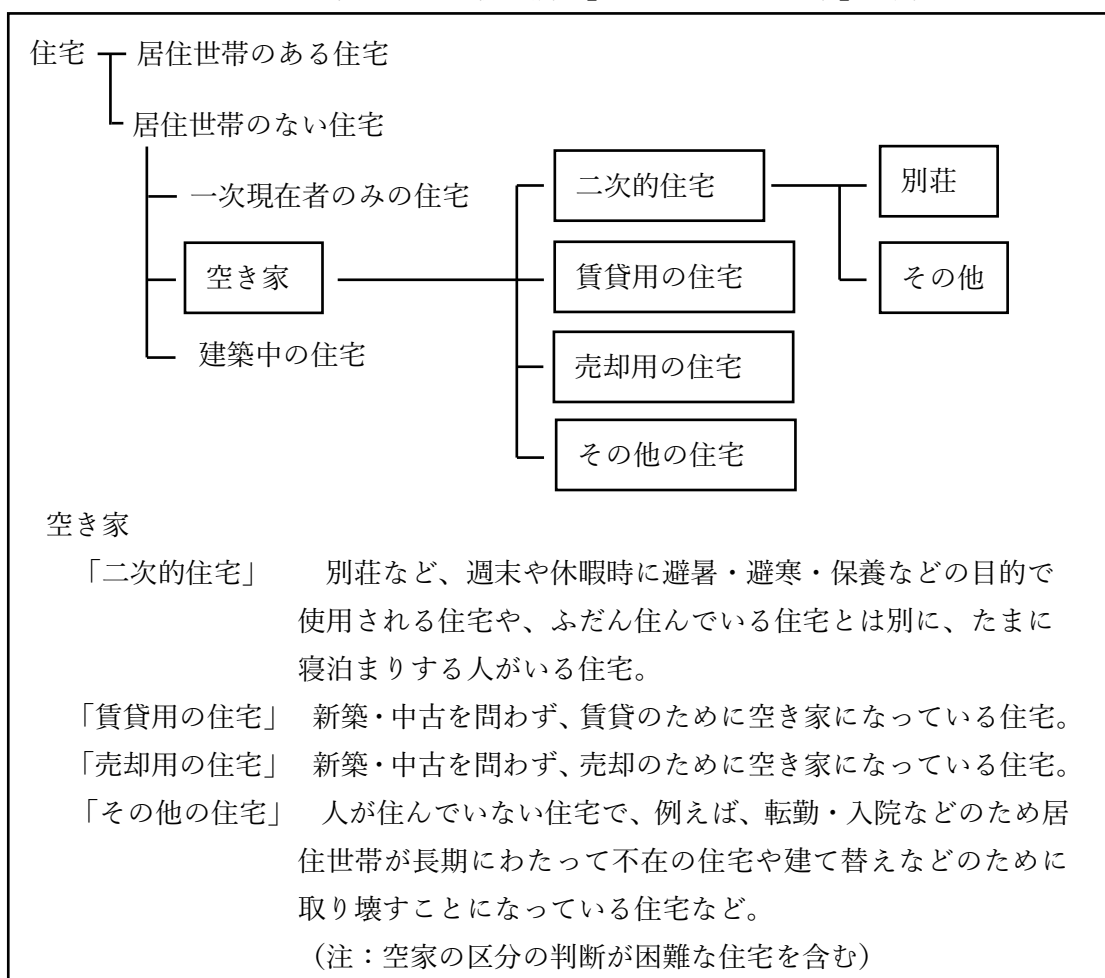 住宅 居住世帯のある住宅
居住世帯のない住宅
一次現在者のみの住宅
空き家
建築中の住宅
二次的住宅
賃貸用の住宅
売却用の住宅
その他の住宅
別荘
その他
空き家
「二次的住宅」 別荘など、週末や休暇時に避暑・避寒・保養などの目的で
使用される住宅や、ふだん住んでいる住宅とは別に、たまに
寝泊まりする人がいる住宅。
「賃貸用の住宅」 新築・中古を問わず、賃貸のために空き家になっている住宅。
「売却用の住宅」 新築・中古を問わず、売却のために空き家になっている住宅。
「その他の住宅」 人が住んでいない住宅で、例えば、転勤・入院などのため居
住世帯が長期にわたって不在の住宅や建て替えなどのために
取り壊すことになっている住宅など。
（注：空家の区分の判断が困難な住宅を含む）